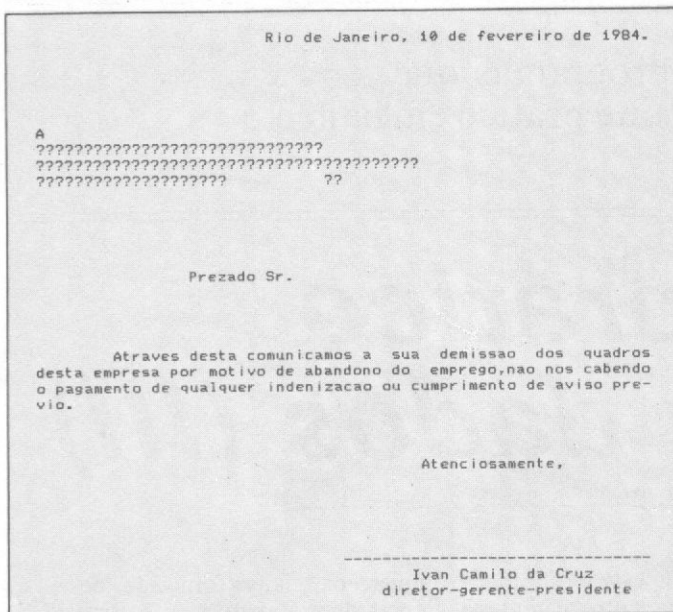 Rio de Janeiro, 10 de fevereiro de 1984.
A
??????????????????????????????
????????????????????????????????????????
???????????????????? ??
Prezado Sr.
Atraves desta comunicamos a sua demissao dos quadros
desta empresa por motivo de abandono do emprego,nao nos cabendo
o pagamento de qualquer indenizacao ou cumprimento de aviso pre-
vio.
Atenciosamente,
--------------------------------
Ivan Camilo da Cruz
diretor-gerente-presidente